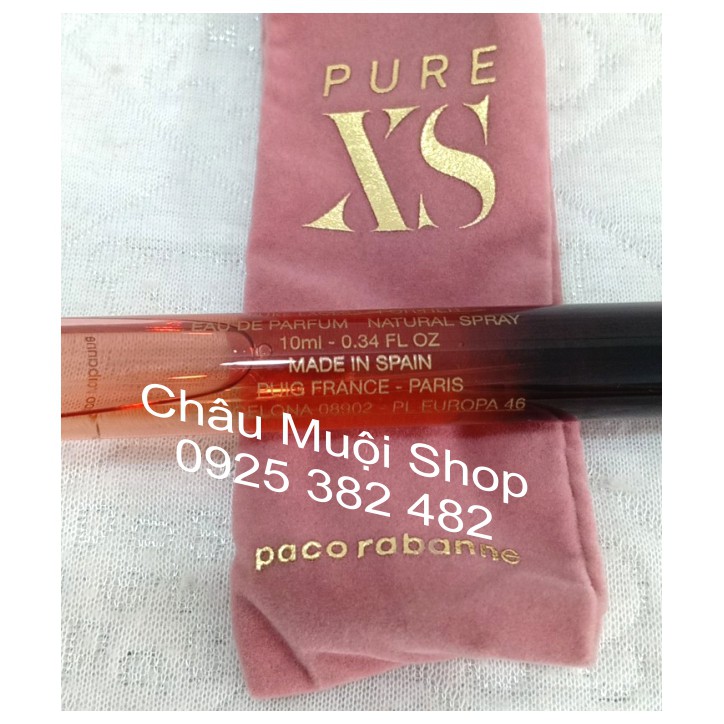 PURE
XS
EAU DE PARFUM NATURAL SPRAY
10ml - 0.34 FL OZ
MADE IN SPAIN
PUIG FRANCE - PARIS
08902 - PL EUROPA 46
Châu Muội Shop
0925 382 482
paco rabanne